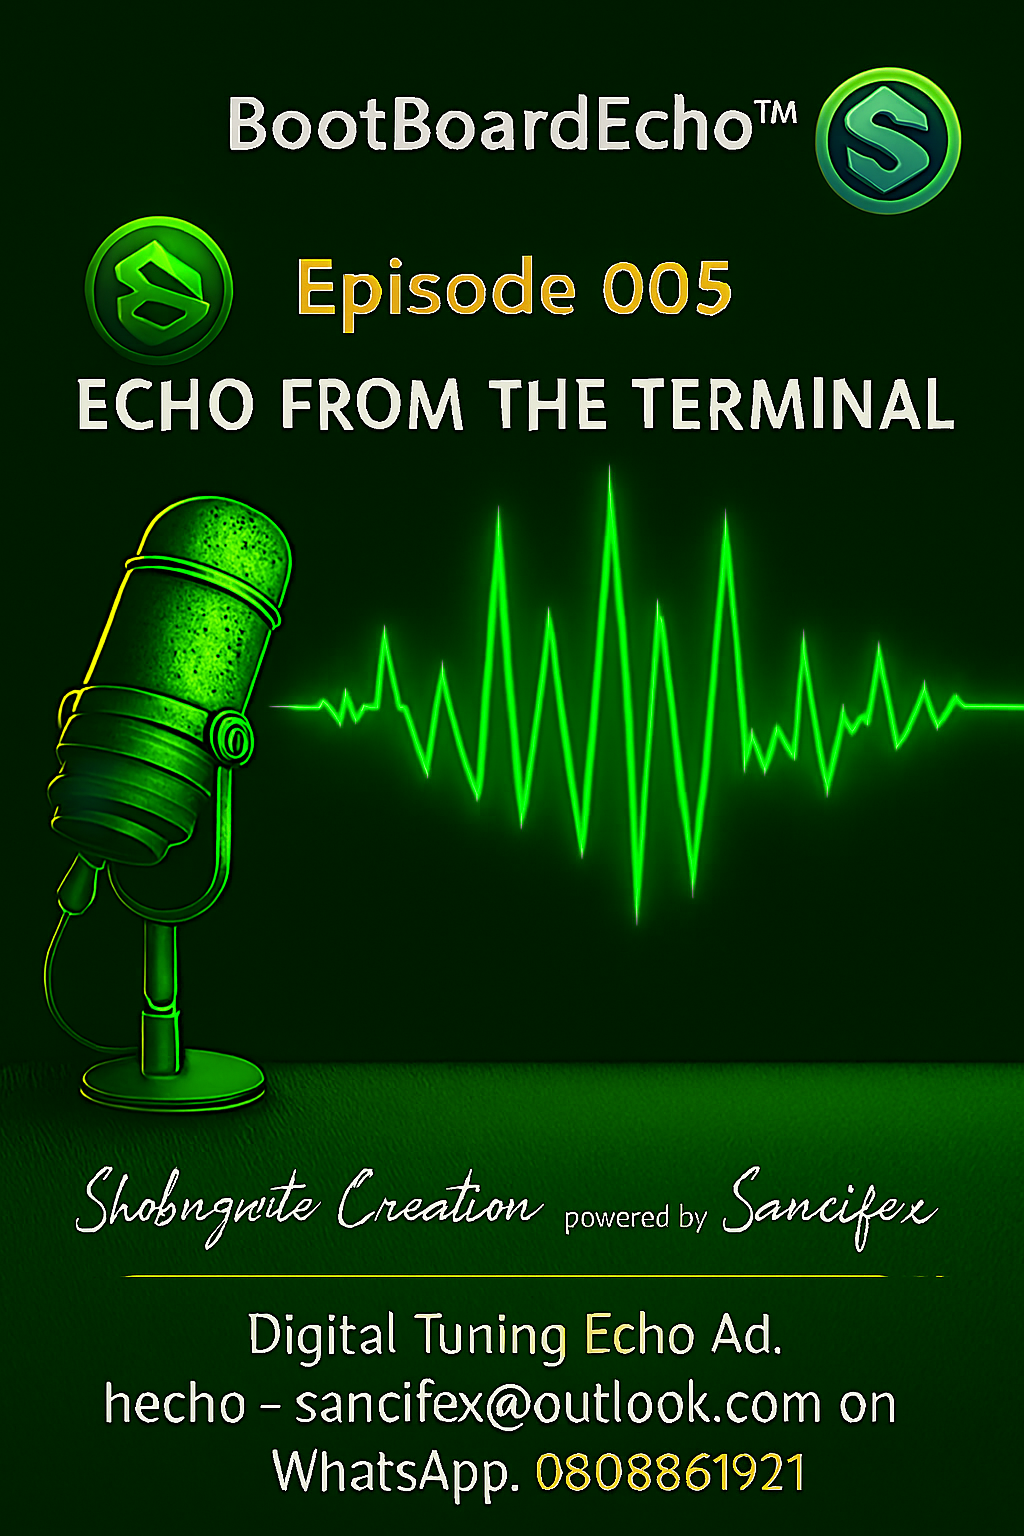 BootBoardEcho™
S
Episode 005
ECHO FROM THE TERMINAL
Shobngwite Creation powered by Sancifex
Digital Tuning Echo Ad.
hecho – sancifex@outlook.com on
WhatsApp. 0808861921